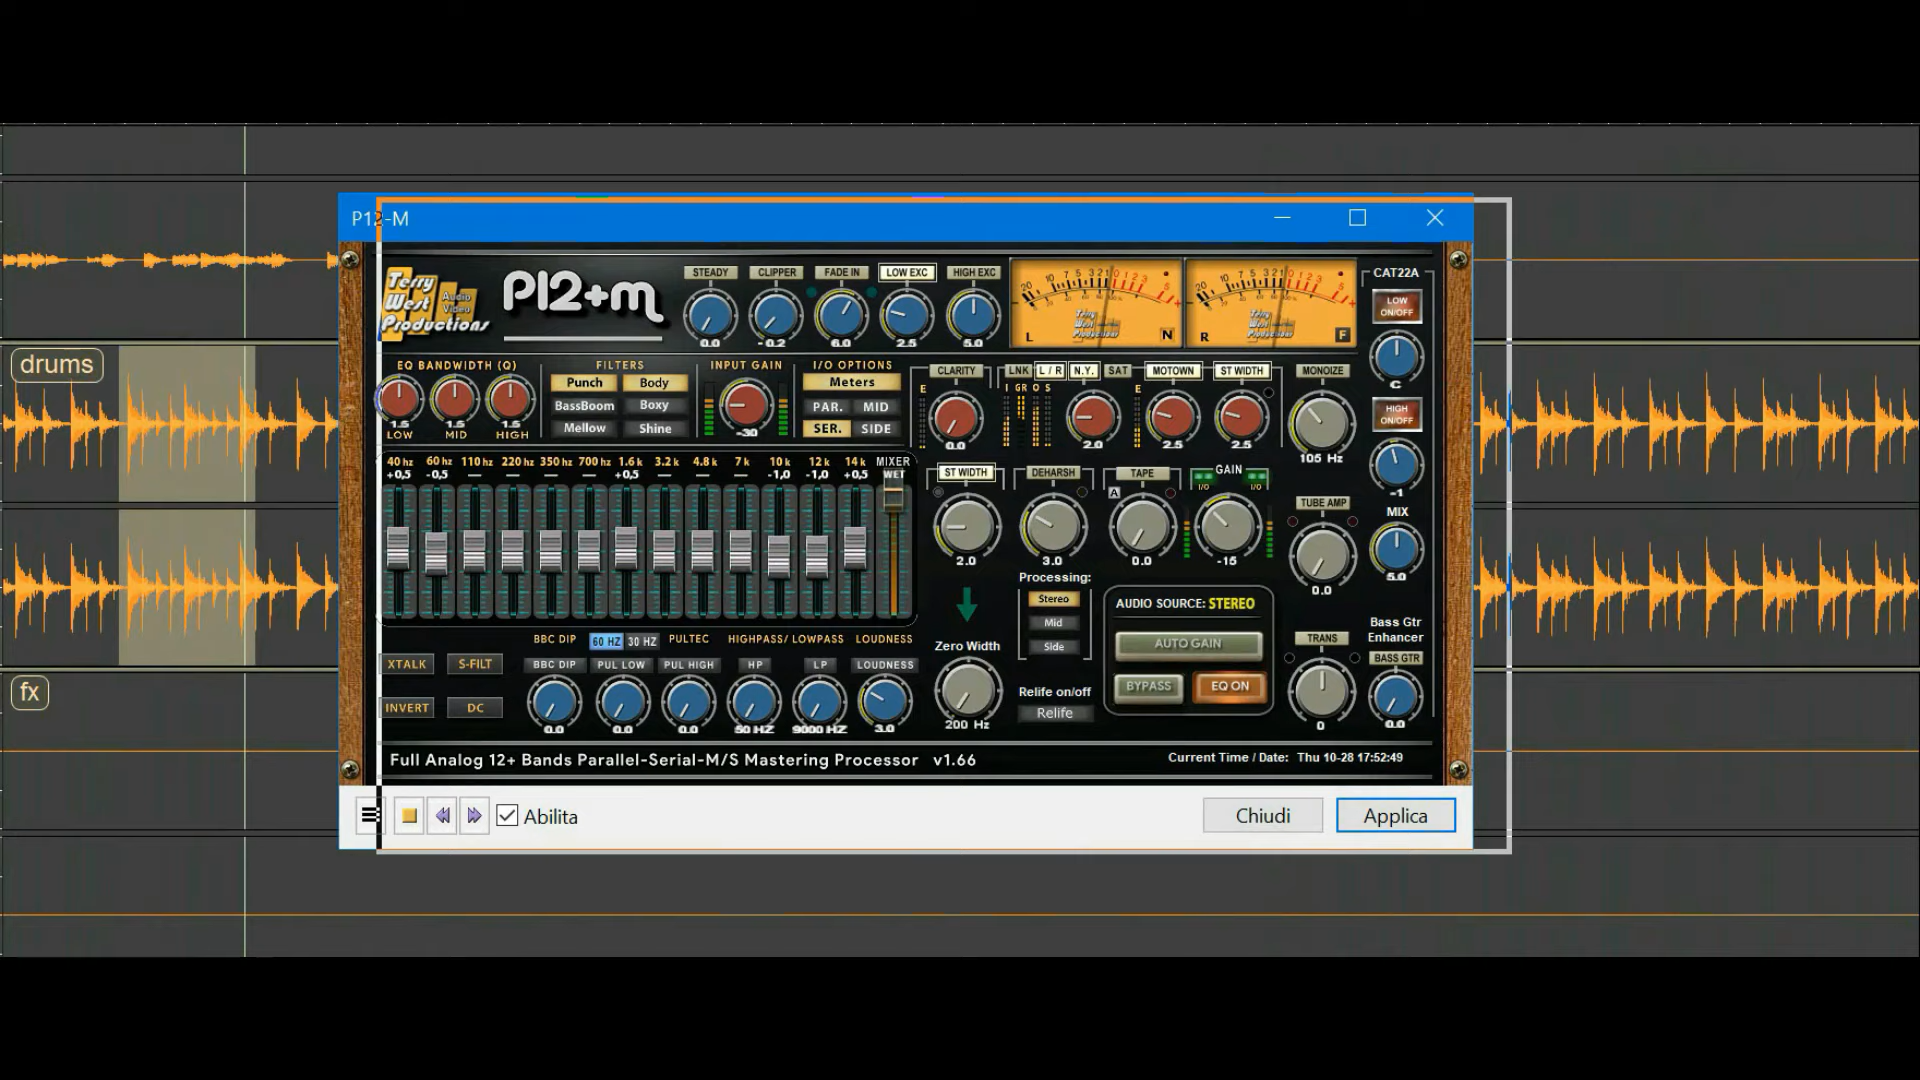 P12-M
drums
fx
Terry West Audio Video Productions
P12+m
STEADY CLIPPER FADE IN LOW EXC HIGH EXC
0.0 -0.2 6.0 2.5 5.0
L N R F
CAT22A
LOW ON/OFF
C
HIGH ON/OFF
-1
MIX
5.0
EQ BANDWIDTH (Q) FILTERS INPUT GAIN I/O OPTIONS
Punch Body
BassBoom Boxy
Mellow Shine
Meters
PAR. MID
SER. SIDE
1.5 1.5 1.5
LOW MID HIGH
-30
CLARITY LNK L / R N.Y. SAT MOTOWN ST WIDTH MONOIZE
E I GR O S E
0.0 2.0 2.5 2.5 105 Hz
40hz 60 hz 110 hz 220 hz 350 hz 700 hz 1.6 k 3.2 k 4.8 k 7k 10 k 12 k 14 k MIXER
+0,5 -0,5 — — — — +0,5 — — — -1,0 -1,0 +0,5 WET
ST WIDTH DEHARSH TAPE GAIN TUBE AMP
A I/O I/O
2.0 3.0 0.0 -15 0.0
Processing:
Stereo
Mid
Side
AUDIO SOURCE: STEREO
AUTO GAIN
BYPASS EQ ON
Zero Width
200 Hz
Relife on/off
Relife
TRANS
0
Bass Gtr
Enhancer
BASS GTR
0.0
BBC DIP 60 HZ 30 HZ PULTEC HIGHPASS/ LOWPASS LOUDNESS
XTALK S-FILT BBC DIP PUL LOW PUL HIGH HP LP LOUDNESS
INVERT DC
0.0 0.0 0.0 50 HZ 9000 HZ 3.0
Full Analog 12+ Bands Parallel-Serial-M/S Mastering Processor v1.66
Current Time / Date: Thu 10-28 17:52:49
Abilita
Chiudi
Applica